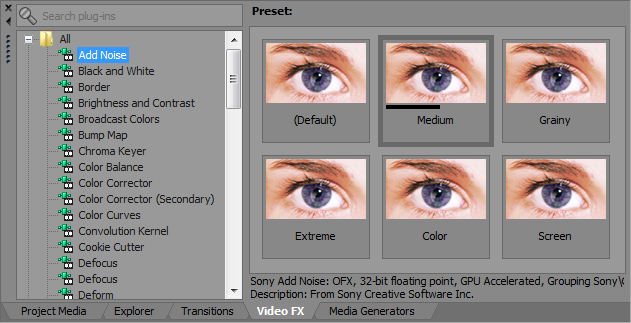 Search plug-ins
Preset:
All
Add Noise
Black and White
Border
Brightness and Contrast
Broadcast Colors
Bump Map
Chroma Keyer
Color Balance
Color Corrector
Color Corrector (Secondary)
Color Curves
Convolution Kernel
Cookie Cutter
Defocus
Defocus
Deform
(Default) Medium Grainy
Extreme Color Screen
Sony Add Noise: OFX, 32-bit floating point, GPU Accelerated, Grouping Sony\
Description: From Sony Creative Software Inc.
Project Media Explorer Transitions Video FX Media Generators